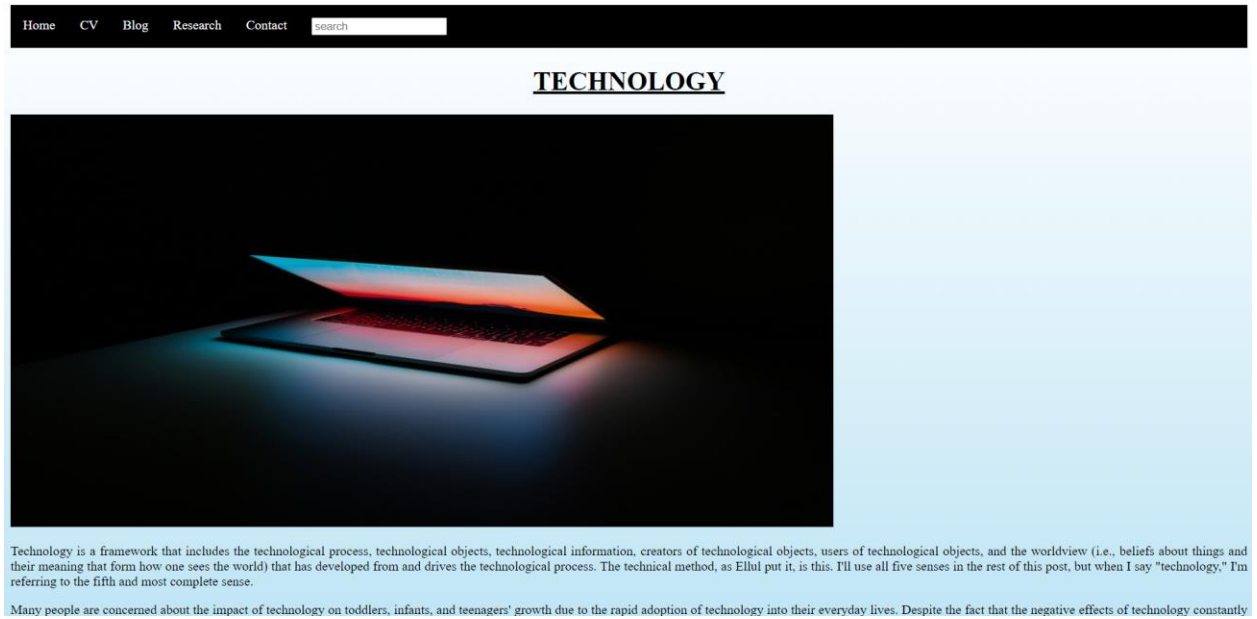 Home CV Blog Research Contact search
TECHNOLOGY
Technology is a framework that includes the technological process, technological objects, technological information, creators of technological objects, users of technological objects, and the worldview (i.e., beliefs about things and
their meaning that form how one sees the world) that has developed from and drives the technological process. The technical method, as Ellul put it, is this. I'll use all five senses in the rest of this post, but when I say "technology," I'm
referring to the fifth and most complete sense.
Many people are concerned about the impact of technology on toddlers, infants, and teenagers' growth due to the rapid adoption of technology into their everyday lives. Despite the fact that the negative effects of technology constantly